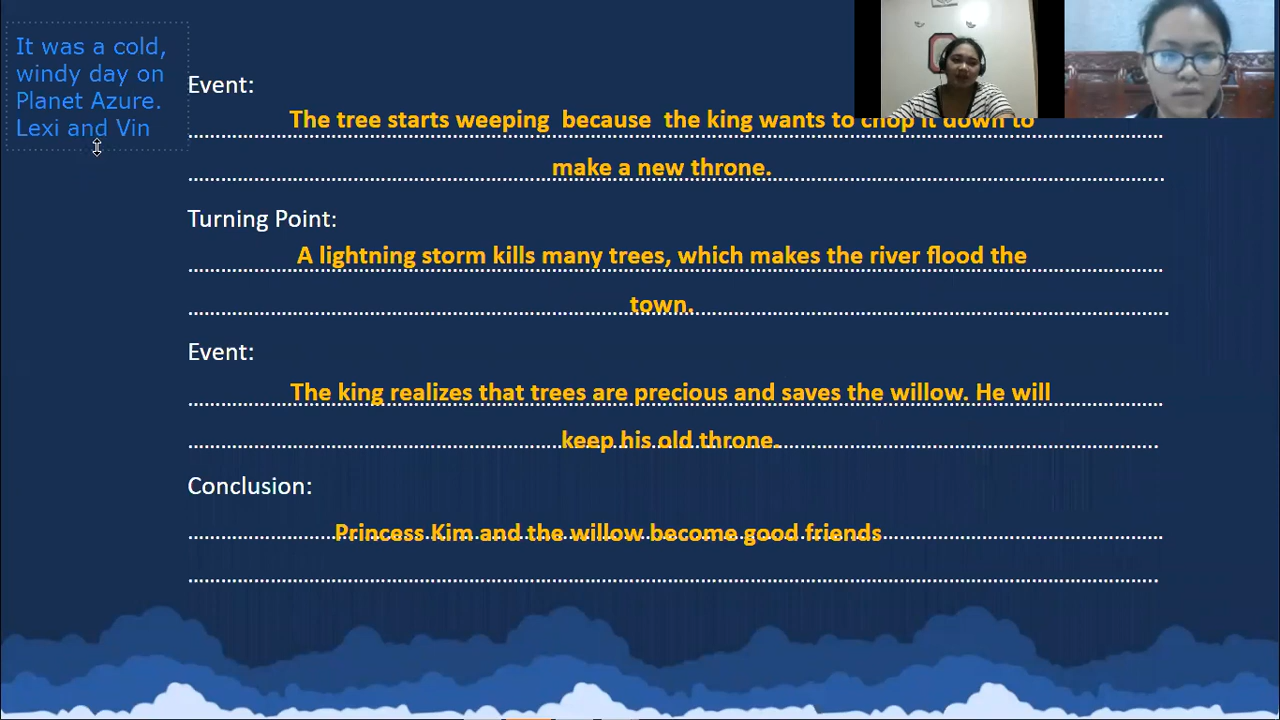 It was a cold,
windy day on
Planet Azure.
Lexi and Vin
Event:
The tree starts weeping because the king wants to chop it down to
make a new throne.
Turning Point:
A lightning storm kills many trees, which makes the river flood the
town.
Event:
The king realizes that trees are precious and saves the willow. He will
keep his old throne.
Conclusion:
Princess Kim and the willow become good friends